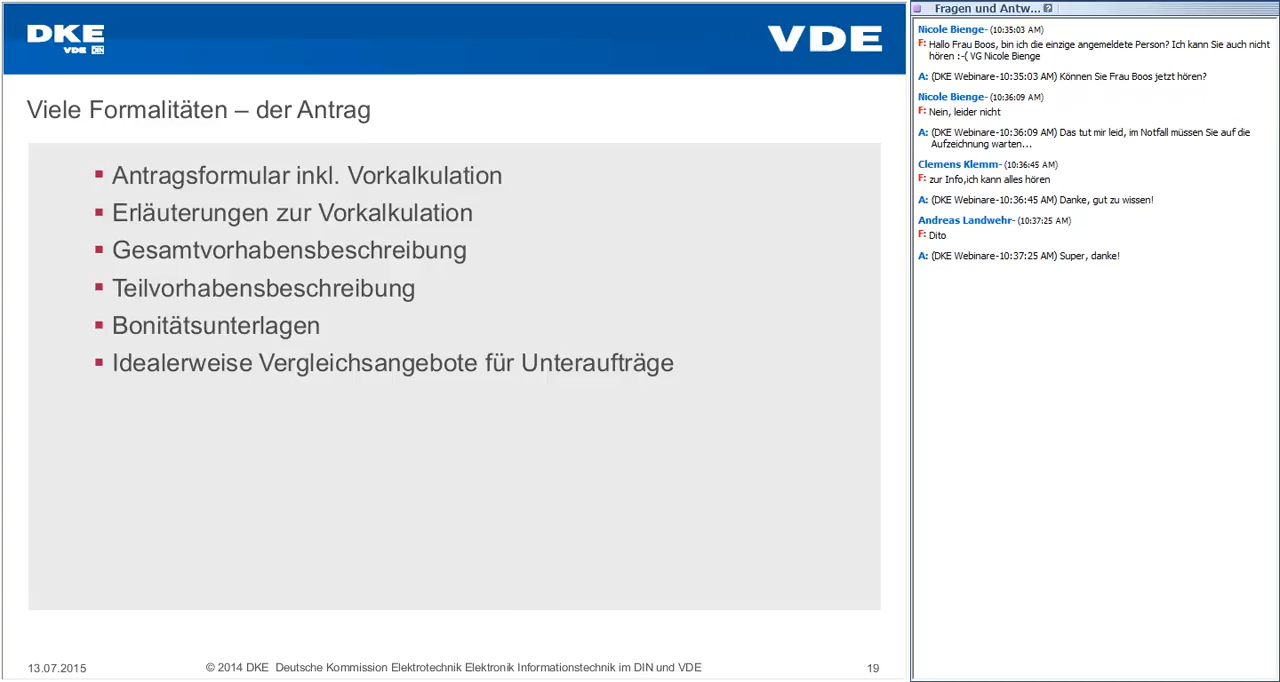 DKE
VDE DIN
VDE
Viele Formalitäten – der Antrag
Antragsformular inkl. Vorkalkulation
Erläuterungen zur Vorkalkulation
Gesamtvorhabensbeschreibung
Teilvorhabensbeschreibung
Bonitätsunterlagen
Idealerweise Vergleichsangebote für Unteraufträge
13.07.2015
© 2014 DKE Deutsche Kommission Elektrotechnik Elektronik Informationstechnik im DIN und VDE
19
Fragen und Antw... ?
Nicole Bienge- (10:35:03 AM)
F: Hallo Frau Boos, bin ich die einzige angemeldete Person? Ich kann Sie auch nicht
hören :-( VG Nicole Bienge
A: (DKE Webinare-10:35:03 AM) Können Sie Frau Boos jetzt hören?
Nicole Bienge- (10:36:09 AM)
F: Nein, leider nicht
A: (DKE Webinare-10:36:09 AM) Das tut mir leid, im Notfall müssen Sie auf die
Aufzeichnung warten...
Clemens Klemm- (10:36:45 AM)
F: zur Info,ich kann alles hören
A: (DKE Webinare-10:36:45 AM) Danke, gut zu wissen!
Andreas Landwehr- (10:37:25 AM)
F: Dito
A: (DKE Webinare-10:37:25 AM) Super, danke!